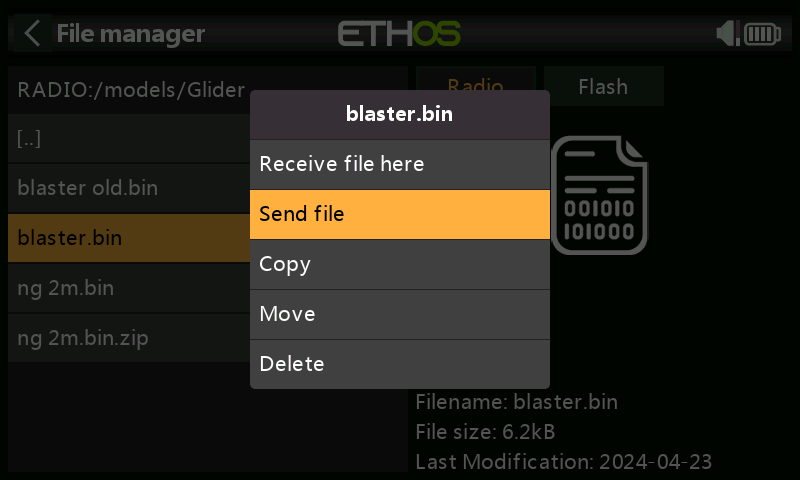 File manager
ETHOS
RADIO:/models/Glider
Radio
Flash
[..]
blaster old.bin
blaster.bin
ng 2m.bin
ng 2m.bin.zip
blaster.bin
Receive file here
Send file
Copy
Move
Delete
001010
101000
Filename: blaster.bin
File size: 6.2kB
Last Modification: 2024-04-23